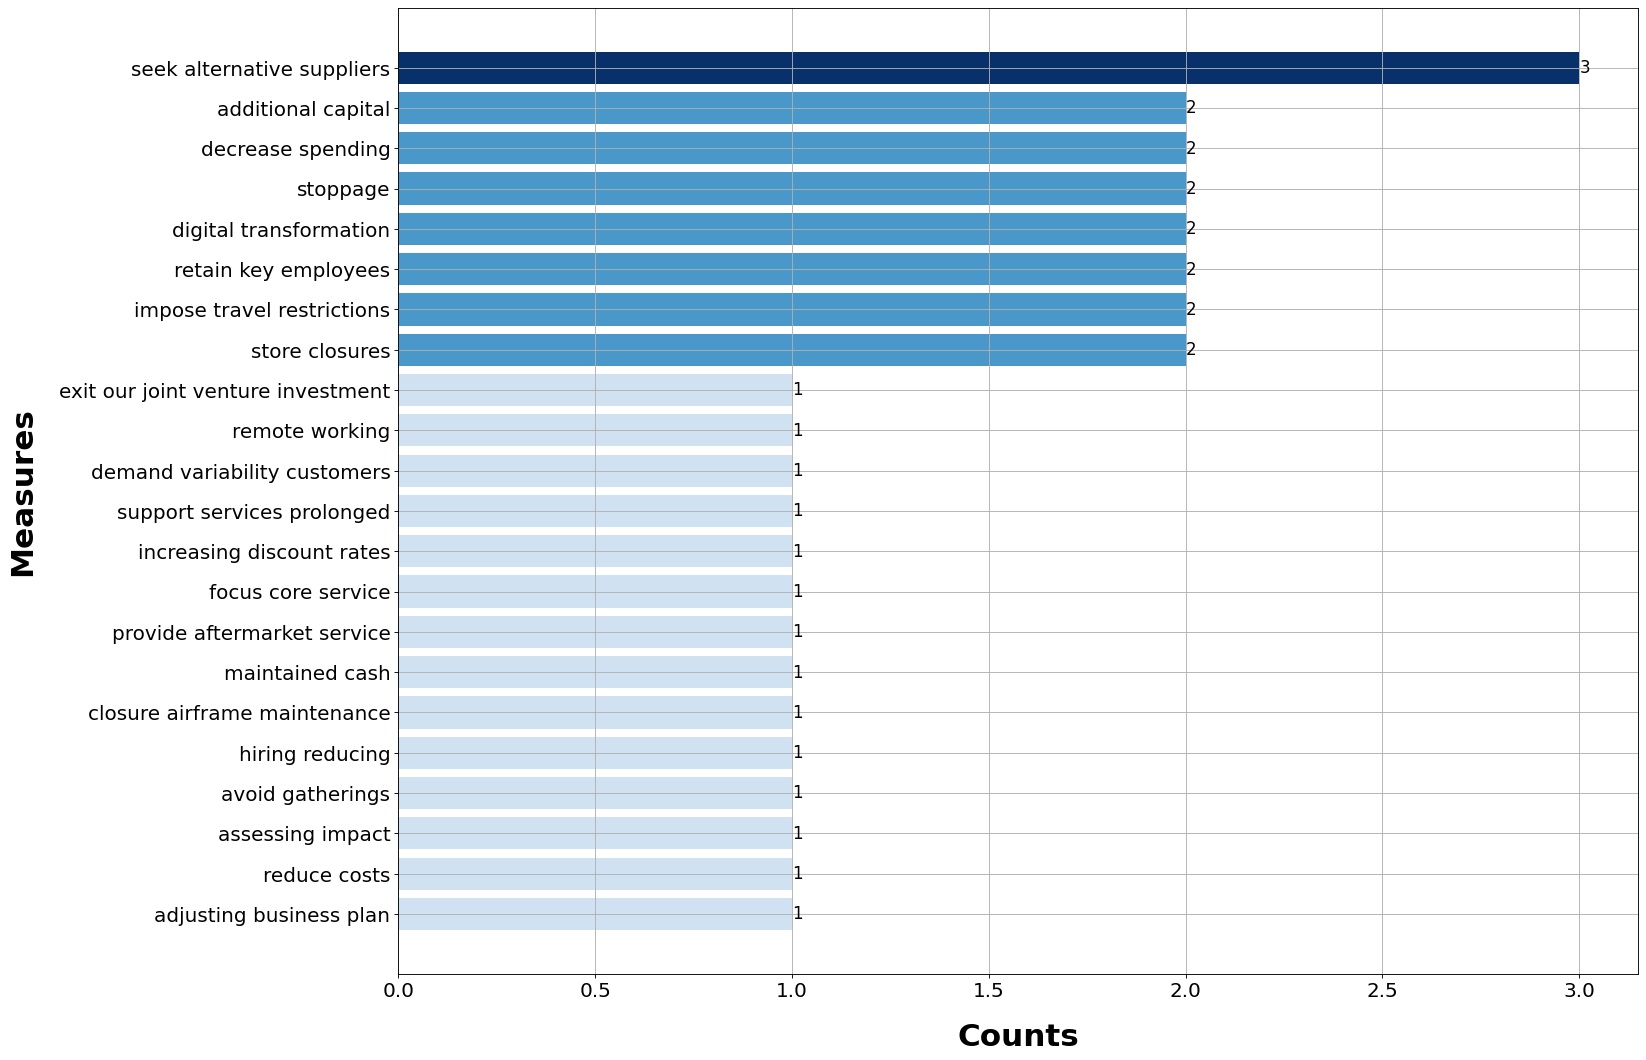 seek alternative suppliers 3
additional capital 2
decrease spending 2
stoppage 2
digital transformation 2
retain key employees 2
impose travel restrictions 2
store closures 2
exit our joint venture investment 1
remote working 1
demand variability customers 1
support services prolonged 1
increasing discount rates 1
focus core service 1
provide aftermarket service 1
maintained cash 1
closure airframe maintenance 1
hiring reducing 1
avoid gatherings 1
assessing impact 1
reduce costs 1
adjusting business plan 1
Measures
0.0 0.5 1.0 1.5 2.0 2.5 3.0
Counts